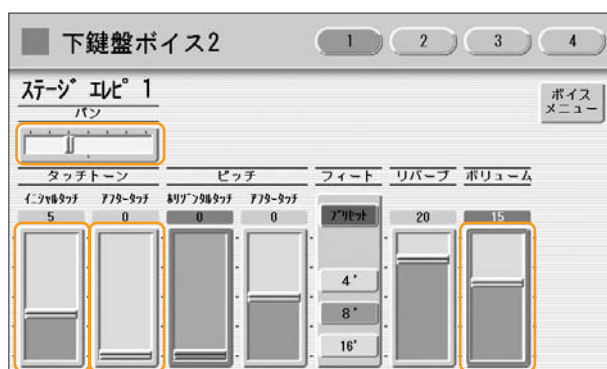 下鍵盤ボイス2 1 2 3 4
ステージ エレピ 1
ボイス
メニュー
パン
タッチトーン ピッチ フィート リバーブ ボリューム
イニシャルタッチ アフタータッチ ホリゾンタルタッチ アフタータッチ
5 0 0 0 プリセット 20 15
4'
8'
16'